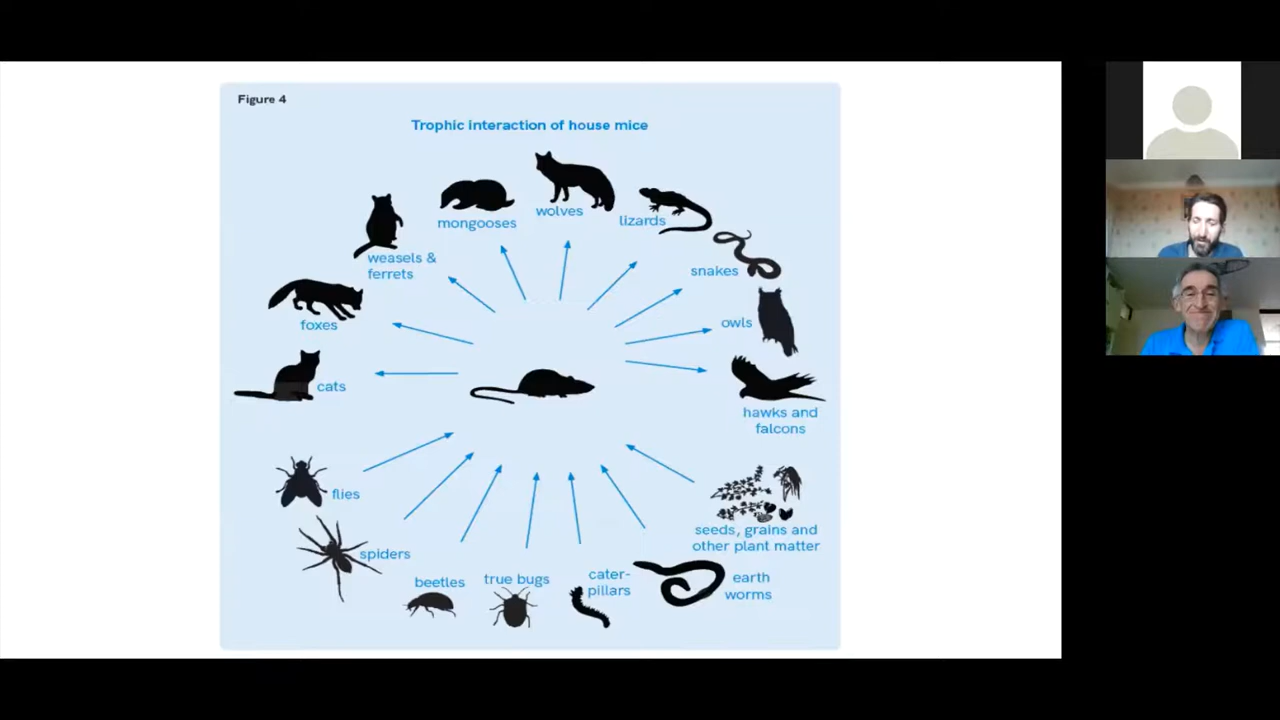 Figure 4
Trophic interaction of house mice
mongooses
wolves
lizards
weasels &
ferrets
snakes
foxes
owls
cats
hawks and
falcons
flies
seeds, grains and
other plant matter
spiders
beetles
true bugs
cater-
pillars
earth
worms